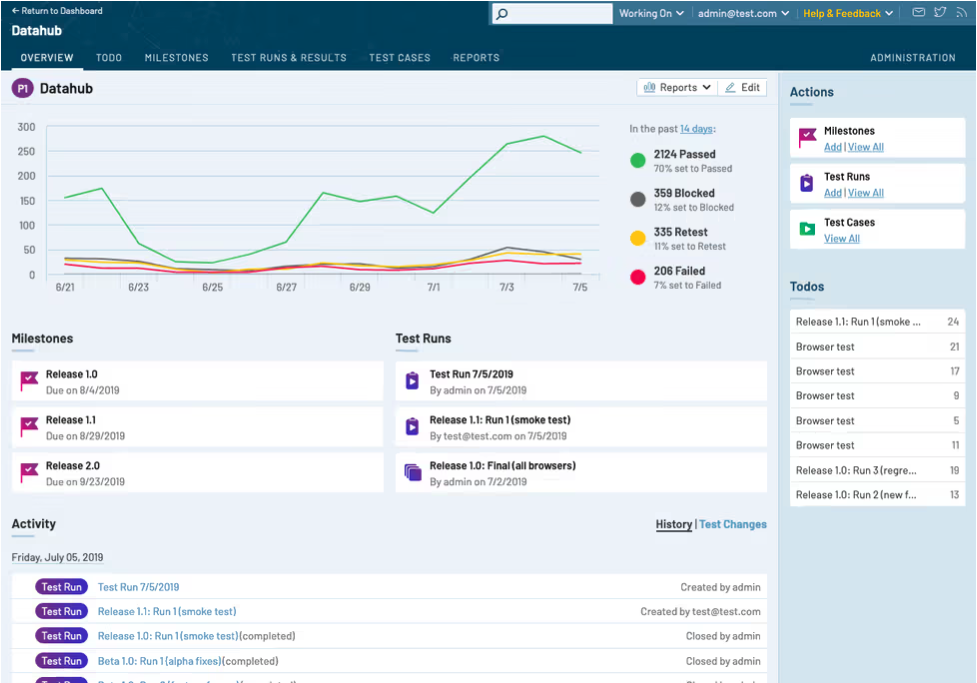 ← Return to Dashboard
Working On
admin@test.com
Help & Feedback
Datahub
OVERVIEW
TODO
MILESTONES
TEST RUNS & RESULTS
TEST CASES
REPORTS
ADMINISTRATION
P1 Datahub
Reports
Edit
300
250
200
150
100
50
0
6/21 6/23 6/25 6/27 6/29 7/1 7/3 7/5
In the past 14 days:
2124 Passed
70% set to Passed
359 Blocked
12% set to Blocked
335 Retest
11% set to Retest
206 Failed
7% set to Failed
Milestones
Release 1.0
Due on 8/4/2019
Release 1.1
Due on 8/29/2019
Release 2.0
Due on 9/23/2019
Test Runs
Test Run 7/5/2019
By admin on 7/5/2019
Release 1.1: Run 1 (smoke test)
By test@test.com on 7/5/2019
Release 1.0: Final (all browsers)
By admin on 7/2/2019
Activity
History | Test Changes
Friday, July 05, 2019
Test Run Test Run 7/5/2019 Created by admin
Test Run Release 1.1: Run 1 (smoke test) Created by test@test.com
Test Run Release 1.0: Run 1 (smoke test) (completed) Closed by admin
Test Run Beta 1.0: Run 1 (alpha fixes) (completed) Closed by admin
Actions
Milestones
Add | View All
Test Runs
Add | View All
Test Cases
View All
Todos
Release 1.1: Run 1 (smoke ... 24
Browser test 21
Browser test 17
Browser test 9
Browser test 5
Browser test 11
Release 1.0: Run 3 (regre... 19
Release 1.0: Run 2 (new f... 13